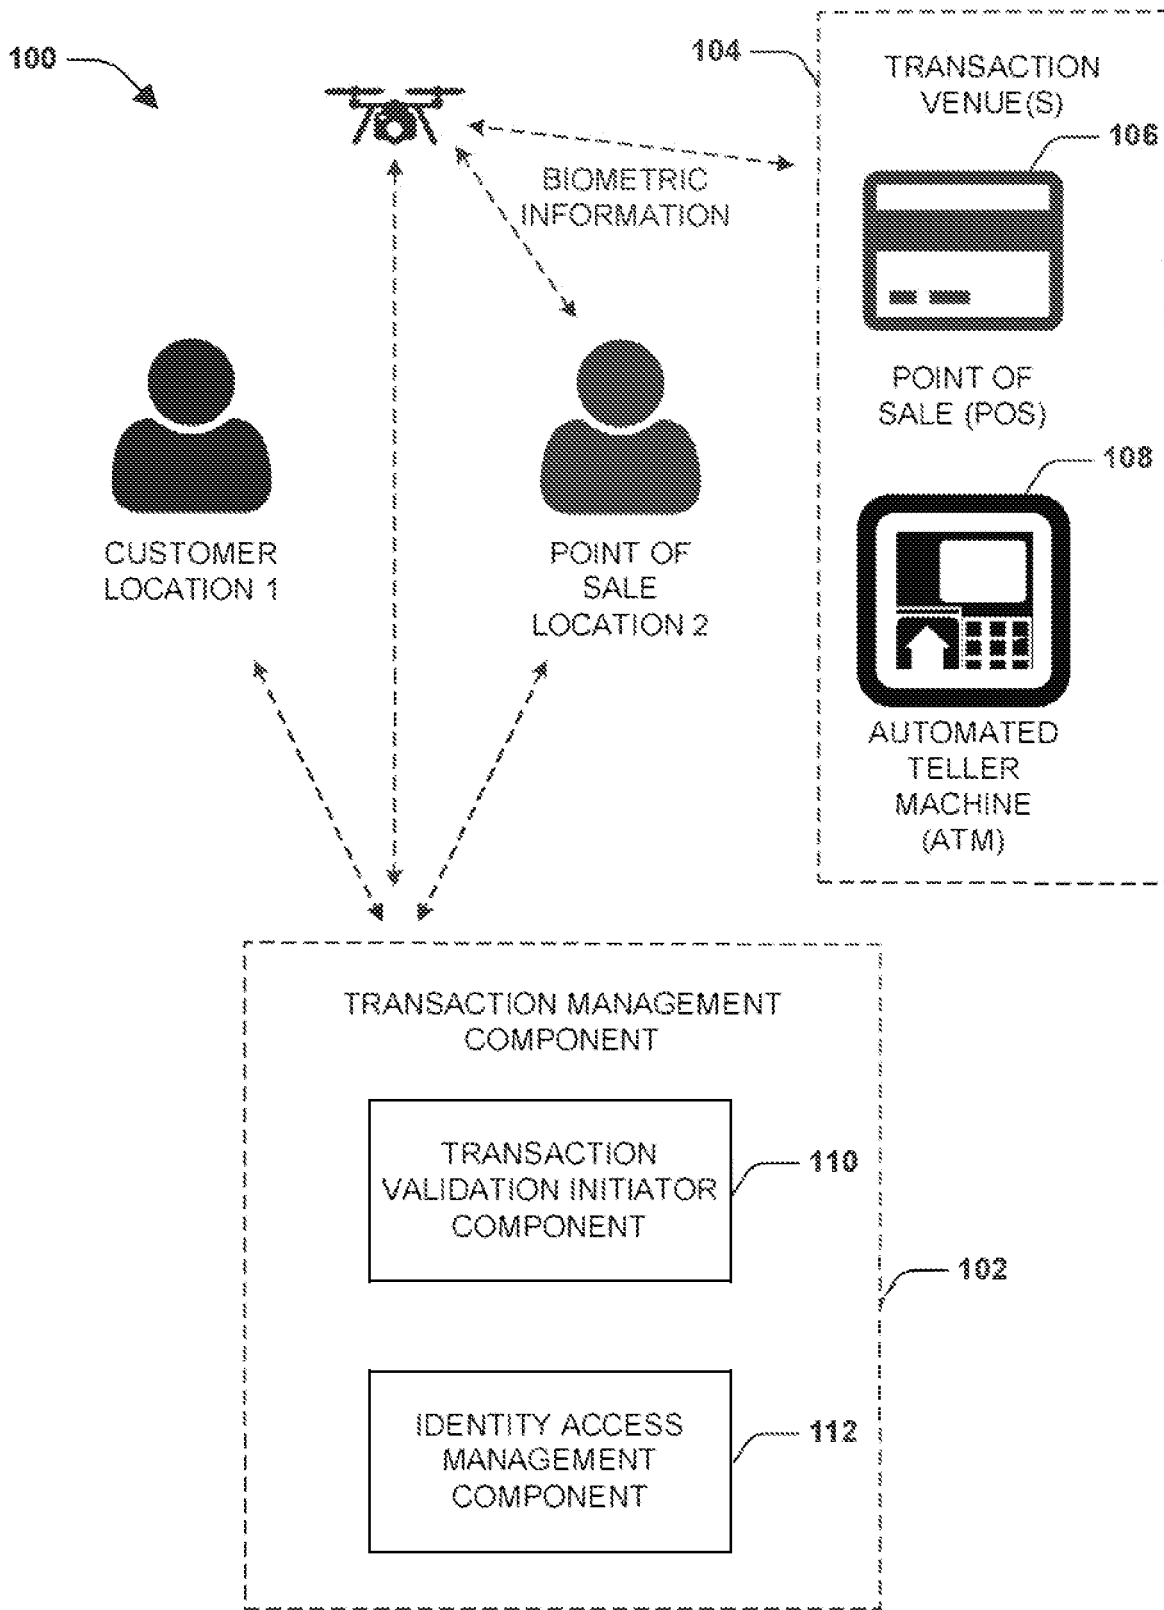 100
104
TRANSACTION
VENUE(S)
106
BIOMETRIC
INFORMATION
POINT OF
SALE (POS)
108
CUSTOMER
LOCATION 1
POINT OF
SALE
LOCATION 2
AUTOMATED
TELLER
MACHINE
(ATM)
TRANSACTION MANAGEMENT
COMPONENT
TRANSACTION
VALIDATION INITIATOR
COMPONENT
110
102
IDENTITY ACCESS
MANAGEMENT
COMPONENT
112